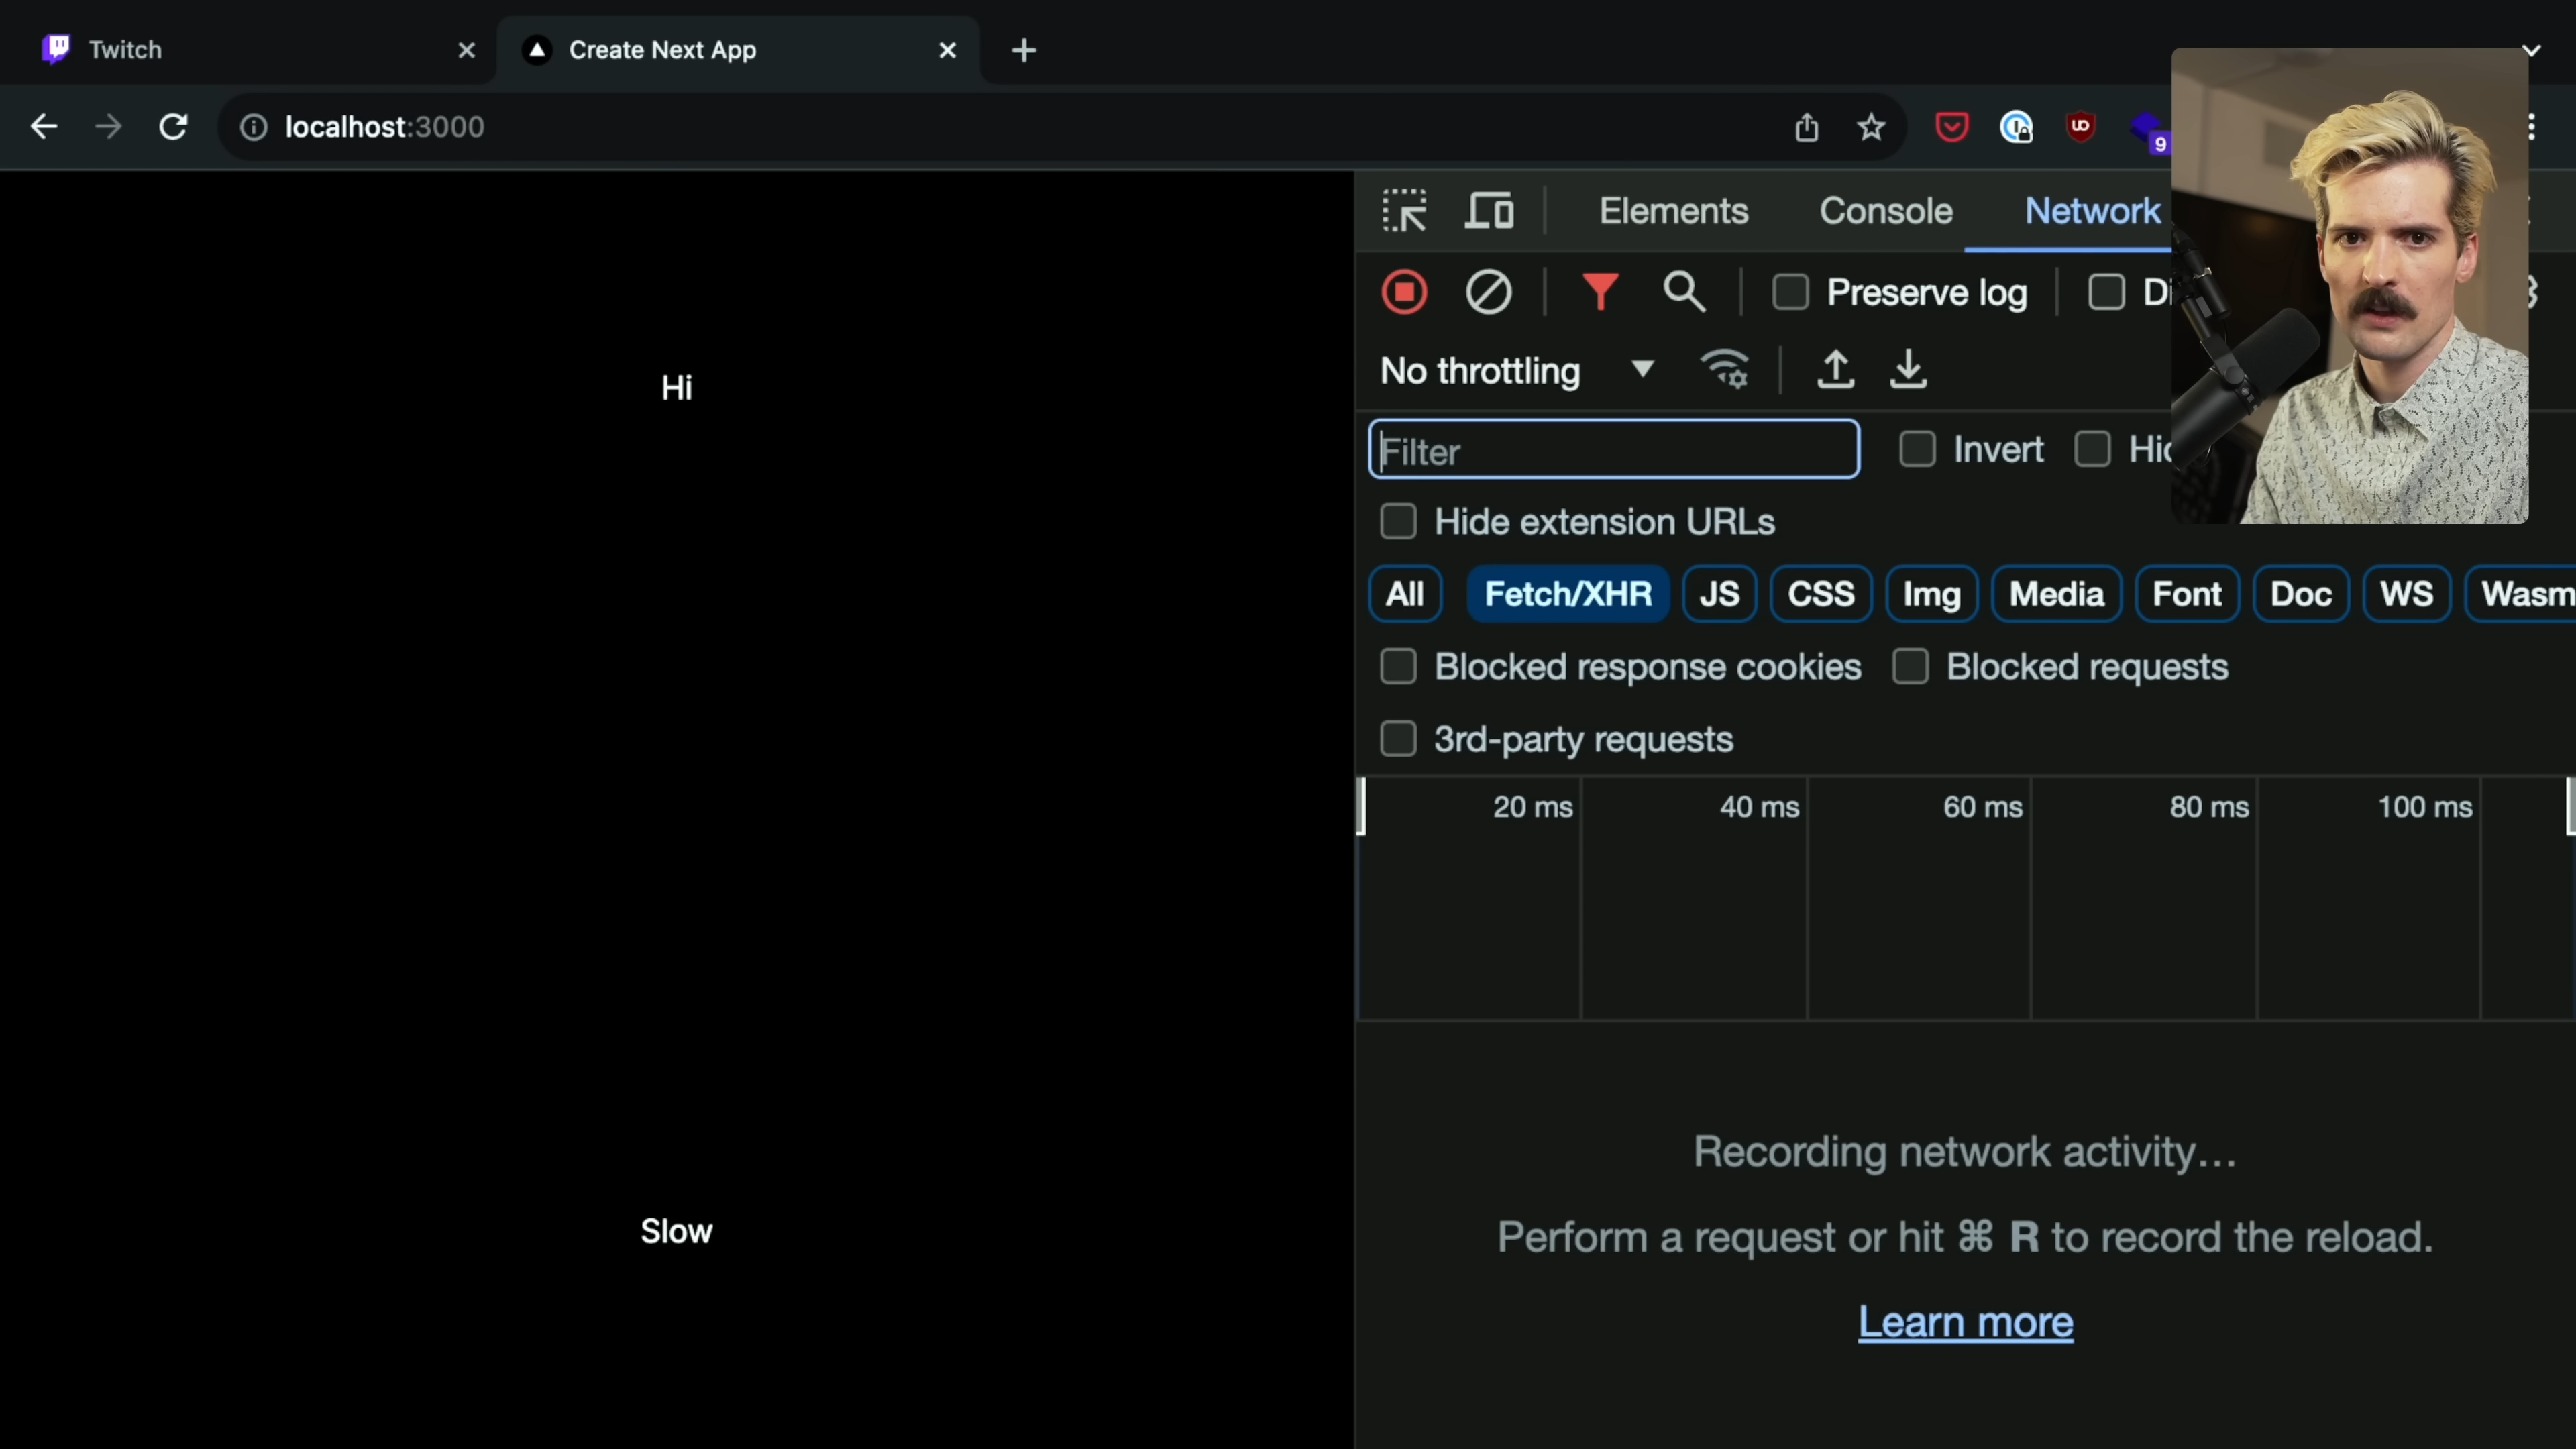 Twitch
Create Next App
localhost:3000
9
Elements Console Network
Preserve log
No throttling
Filter
Invert
Hide extension URLs
All Fetch/XHR JS CSS Img Media Font Doc WS Wasm
Blocked response cookies Blocked requests
3rd-party requests
20 ms 40 ms 60 ms 80 ms 100 ms
Recording network activity…
Perform a request or hit ⌘ R to record the reload.
Learn more
Hi
Slow